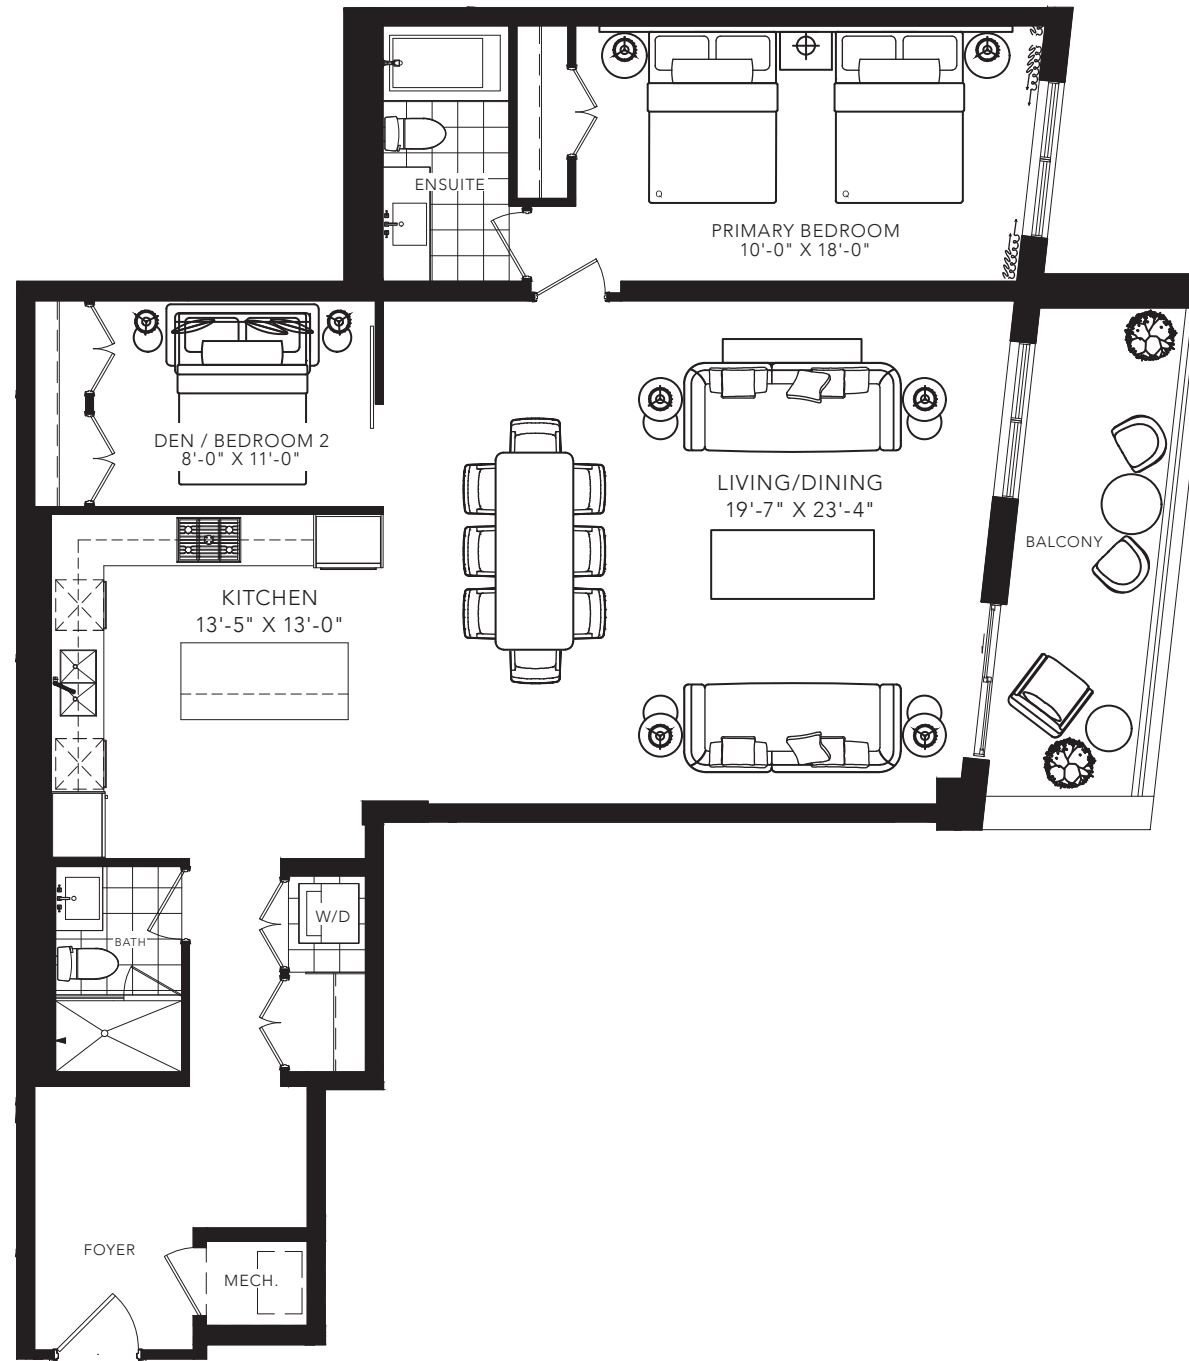 ENSUITE
PRIMARY BEDROOM
10'-0" X 18'-0"
Q
Q
DEN / BEDROOM 2
8'-0" X 11'-0"
LIVING/DINING
19'-7" X 23'-4"
BALCONY
KITCHEN
13'-5" X 13'-0"
W/D
BATH
FOYER
MECH.